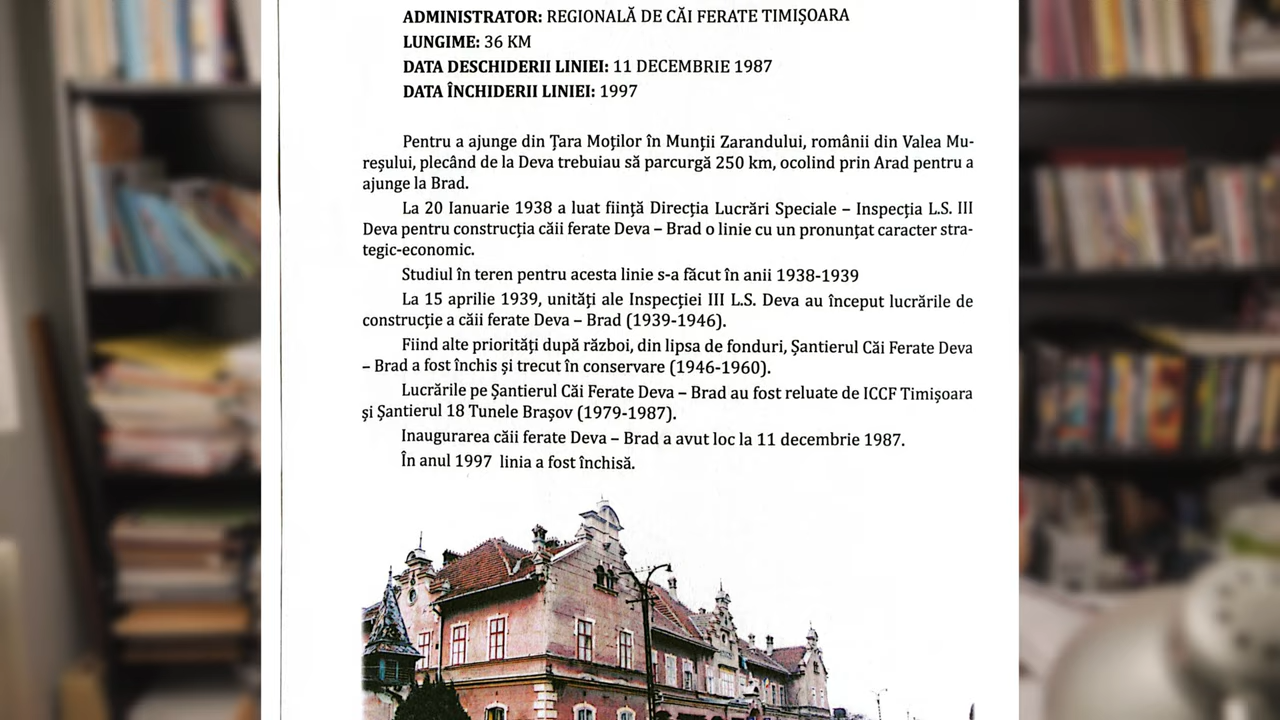 ADMINISTRATOR: REGIONALĂ DE CĂI FERATE TIMIȘOARA
LUNGIME: 36 KM
DATA DESCHIDERII LINIEI: 11 DECEMBRIE 1987
DATA ÎNCHIDERII LINIEI: 1997
Pentru a ajunge din Țara Moților în Munții Zarandului, românii din Valea Mu-
reșului, plecând de la Deva trebuiau să parcurgă 250 km, ocolind prin Arad pentru a
ajunge la Brad.
La 20 Ianuarie 1938 a luat ființă Direcția Lucrări Speciale – Inspecția L.S. III
Deva pentru construcția căii ferate Deva – Brad o linie cu un pronunțat caracter stra-
tegic-economic.
Studiul în teren pentru acesta linie s-a făcut în anii 1938-1939
La 15 aprilie 1939, unități ale Inspecției III L.S. Deva au început lucrările de
construcție a căii ferate Deva – Brad (1939-1946).
Fiind alte priorități după război, din lipsa de fonduri, Șantierul Căi Ferate Deva
– Brad a fost închis și trecut în conservare (1946-1960).
Lucrările pe Șantierul Căi Ferate Deva – Brad au fost reluate de ICCF Timișoara
și Șantierul 18 Tunele Brașov (1979-1987).
Inaugurarea căii ferate Deva – Brad a avut loc la 11 decembrie 1987.
În anul 1997 linia a fost închisă.